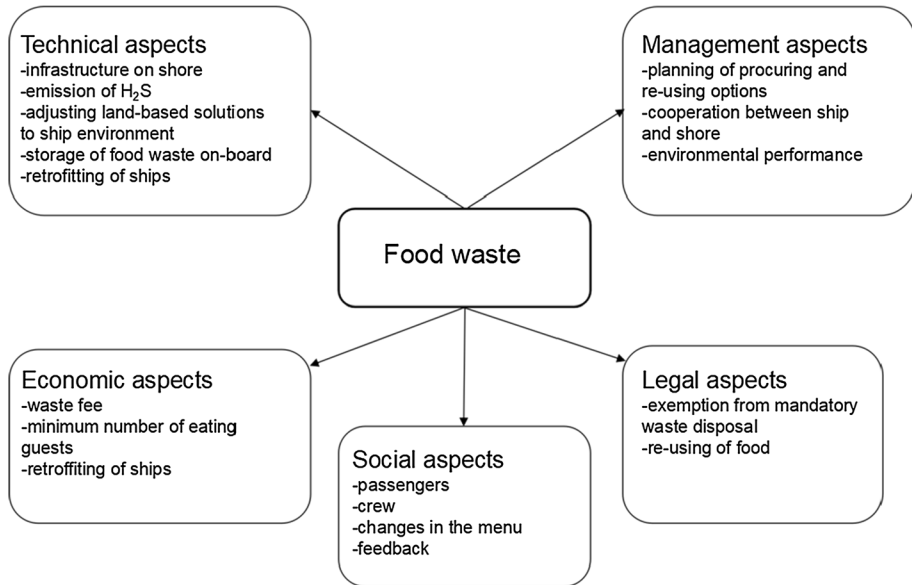 Technical aspects
-infrastructure on shore
-emission of H₂S
-adjusting land-based solutions
to ship environment
-storage of food waste on-board
-retrofitting of ships
Management aspects
-planning of procuring and
re-using options
-cooperation between ship
and shore
-environmental performance
Food waste
Economic aspects
-waste fee
-minimum number of eating
guests
-retroffiting of ships
Social aspects
-passengers
-crew
-changes in the menu
-feedback
Legal aspects
-exemption from mandatory
waste disposal
-re-using of food